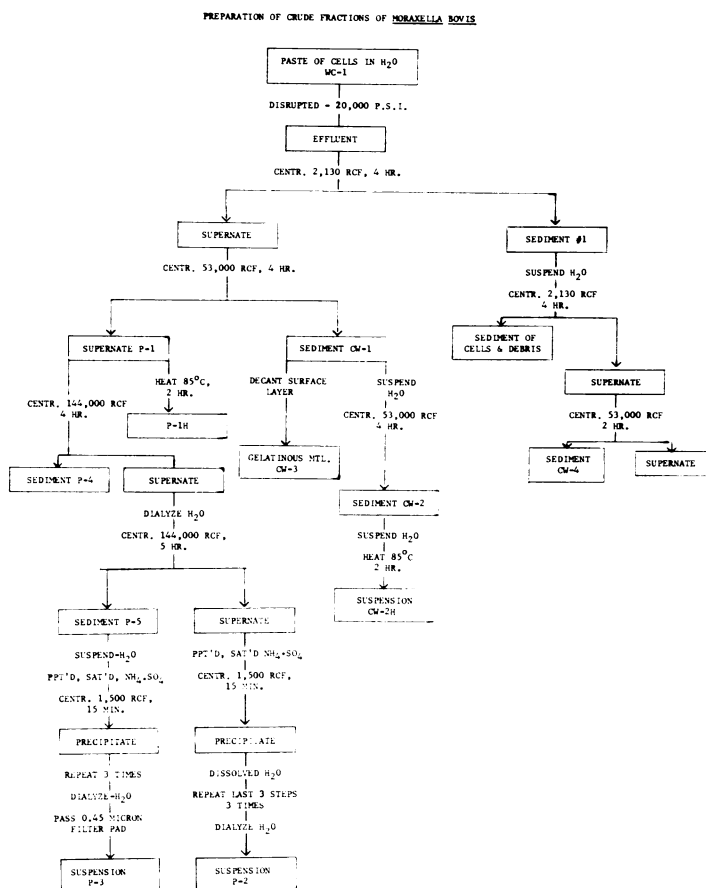 PREPARATION OF CRUDE FRACTIONS OF MORAXELLA BOVIS
PASTE OF CELLS IN H2O
WC-1
DISRUPTED - 20,000 P.S.I.
EFFLUENT
CENTR. 2,130 RCF, 4 HR.
SUPERNATE
CENTR. 53,000 RCF, 4 HR.
SEDIMENT #1
SUSPEND H2O
CENTR. 2,130 RCF
4 HR.
SUPERNATE P-1
SEDIMENT CW-1
SEDIMENT OF
CELLS & DEBRIS
SUPERNATE
CENTR. 144,000 RCF
4 HR.
HEAT 85°C,
2 HR.
P-1H
DECANT SURFACE
LAYER
GELATINOUS MTL.
CW-3
SUSPEND
H2O
CENTR. 53,000 RCF
4 HR.
CENTR. 53,000 RCF
2 HR.
SEDIMENT
CW-4
SUPERNATE
SEDIMENT P-4
SUPERNATE
DIALYZE H2O
CENTR. 144,000 RCF,
5 HR.
SEDIMENT CW-2
SUSPEND H2O
HEAT 85°C
2 HR.
SUSPENSION
CW-2H
SEDIMENT P-5
SUSPEND-H2O
PPT'D, SAT'D, NH4-SO4
CENTR. 1,500 RCF,
15 MIN.
PRECIPITATE
REPEAT 3 TIMES
DIALYZE-H2O
PASS 0.45 MICRON
FILTER PAD
SUSPENSION
P-3
SUPERNATE
PPT'D, SAT'D NH4-SO4
CENTR. 1,500 RCF,
15 MIN.
PRECIPITATE
DISSOLVED H2O
REPEAT LAST 3 STEPS
3 TIMES
DIALYZE H2O
SUSPENSION
P-2